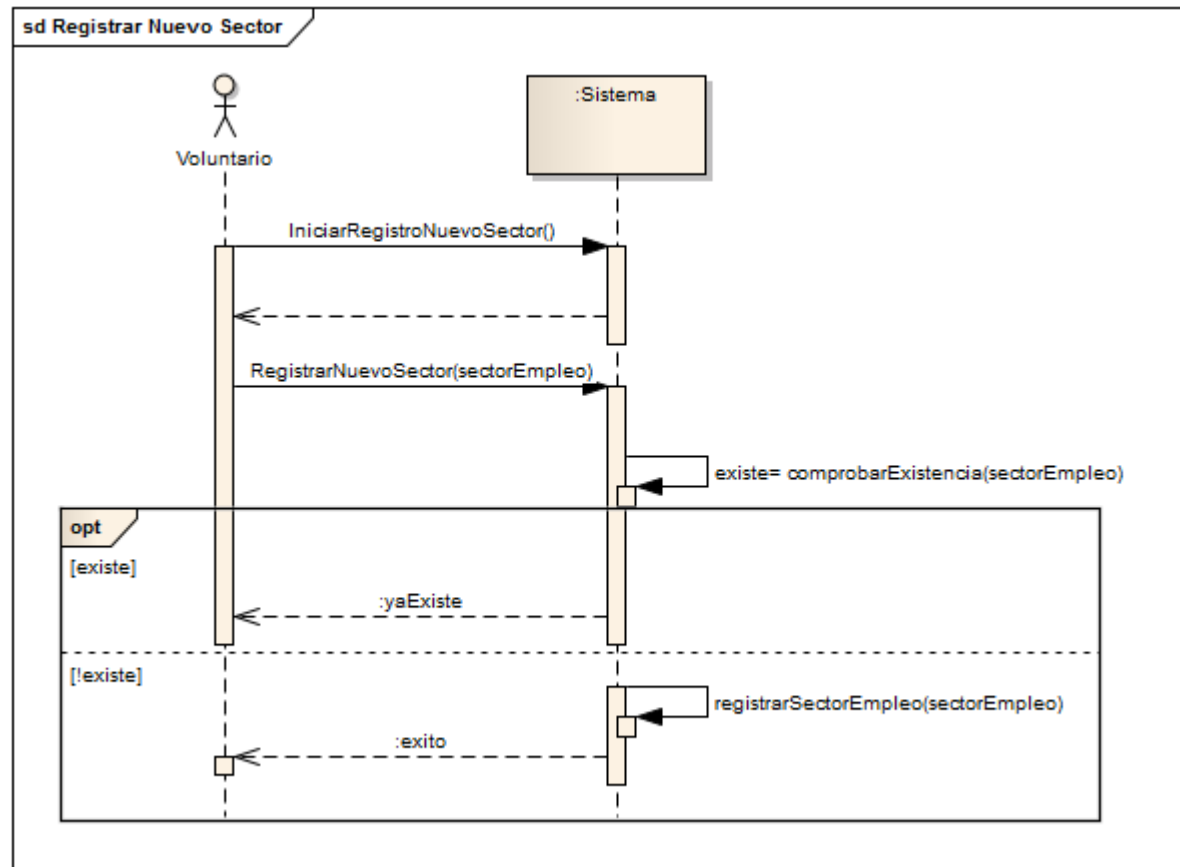 sd Registrar Nuevo Sector
:Sistema
Voluntario
IniciarRegistroNuevoSector()
RegistrarNuevoSector(sectorEmpleo)
existe= comprobarExistencia(sectorEmpleo)
opt
[existe]
:yaExiste
[!existe]
registrarSectorEmpleo(sectorEmpleo)
:exito